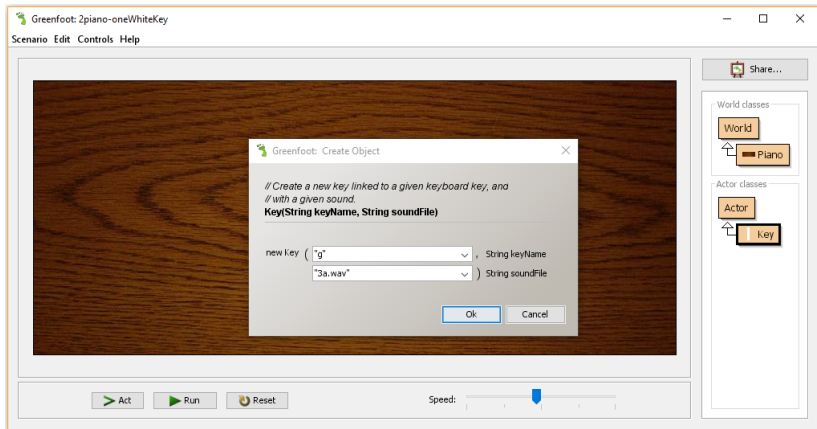 Greenfoot: 2piano-oneWhiteKey
Scenario Edit Controls Help
Share...
World classes
World
Piano
Actor classes
Actor
Key
Greenfoot: Create Object
// Create a new key linked to a given keyboard key, and
// with a given sound.
Key(String keyName, String soundFile)
new Key ( "g" , String keyName
"3a.wav" ) String soundFile
Ok Cancel
Act Run Reset Speed: